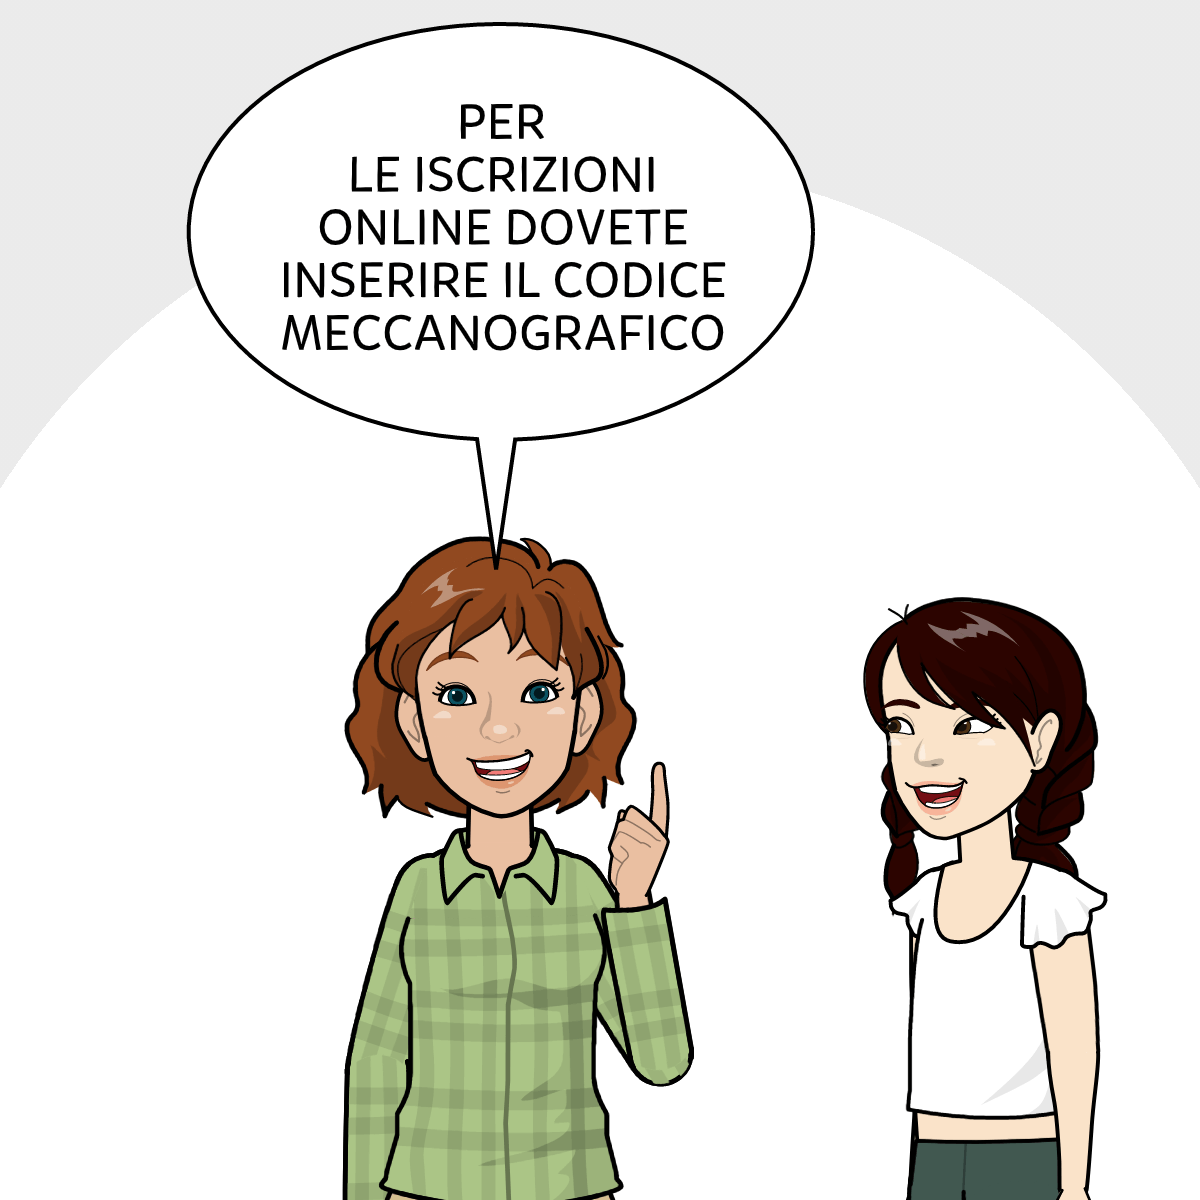 PER
LE ISCRIZIONI
ONLINE DOVETE
INSERIRE IL CODICE
MECCANOGRAFICO